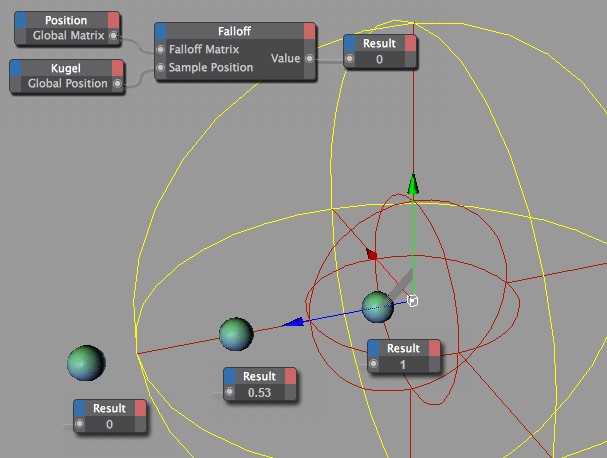 Position
Global Matrix
Kugel
Global Position
Falloff
Falloff Matrix
Sample Position
Value
Result
0
Result
1
Result
0.53
Result
0